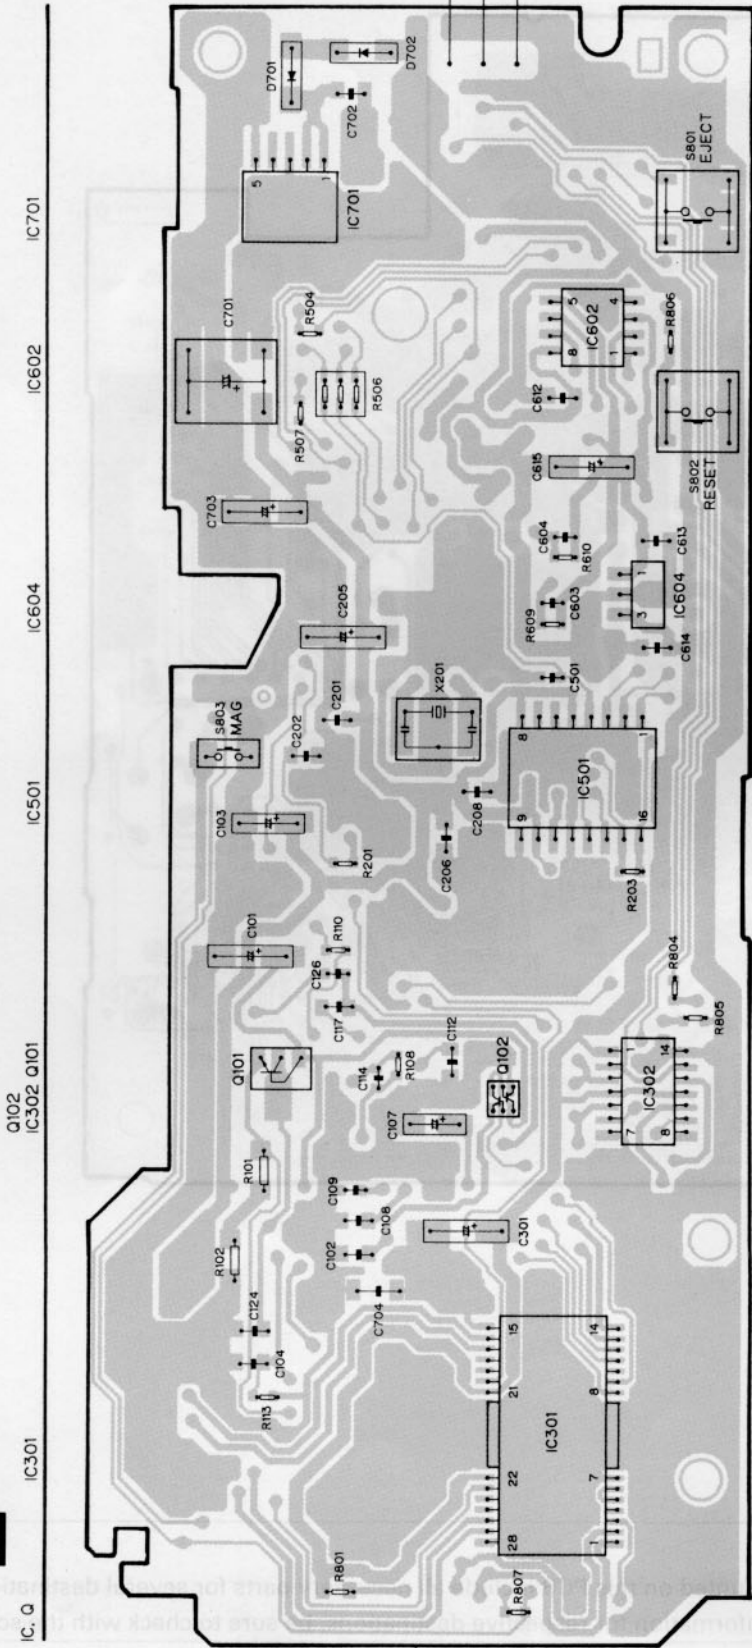 IC, Q
IC301
Q102
IC302 Q101
IC501
IC604
IC602
IC701
D701
D702
C702
5
1
IC701
S801
EJECT
C701
R504
R506
R507
5
4
8
1
IC602
R806
C612
C615
S802
RESET
C703
C604
R610
C613
C205
R609
C603
1
3
IC604
C614
C501
X201
S803
MAG
C201
C202
8
1
IC501
9
16
C208
C206
C103
R201
R203
C101
R110
C126
C117
R804
R805
Q101
C114
R108
C112
Q102
1
14
IC302
7
8
C107
R101
C109
C108
C102
C301
R102
C704
C124
C104
R113
15
14
21
8
IC301
22
7
28
1
R801
R807